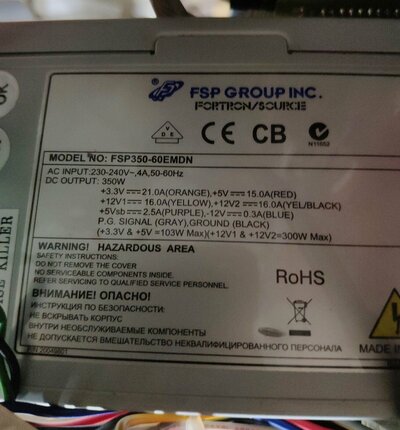 OK
FSP GROUP INC.
FORTRON/SOURCE
VDE CE CB N11652
MODEL NO: FSP350-60EMDN
AC INPUT:230-240V~,4A,50-60Hz
DC OUTPUT: 350W
+3.3V ⎓ 21.0A(ORANGE),+5V ⎓ 15.0A(RED)
+12V1 ⎓ 16.0A(YELLOW),+12V2 ⎓ 16.0A(YEL/BLACK)
+5Vsb ⎓ 2.5A(PURPLE),-12V ⎓ 0.3A(BLUE)
P.G. SIGNAL (GRAY),GROUND (BLACK)
(+3.3V & +5V =103W Max)(+12V1 & +12V2=300W Max)
WARNING! HAZARDOUS AREA
SAFETY INSTRUCTIONS:
DO NOT REMOVE THE COVER
NO SERVICEABLE COMPONENTS INSIDE.
REFER SERVICING TO QUALIFIED SERVICE PERSONNEL.
RoHS
ВНИМАНИЕ! ОПАСНО!
ИНСТРУКЦИЯ ПО БЕЗОПАСНОСТИ:
НЕ ВСКРЫВАТЬ КОРПУС
ВНУТРИ НЕОБСЛУЖИВАЕМЫЕ КОМПОНЕНТЫ
НЕ ДОПУСКАЕТСЯ ВМЕШАТЕЛЬСТВО НЕКВАЛИФИЦИРОВАННОГО ПЕРСОНАЛА
MADE IN
KILLER